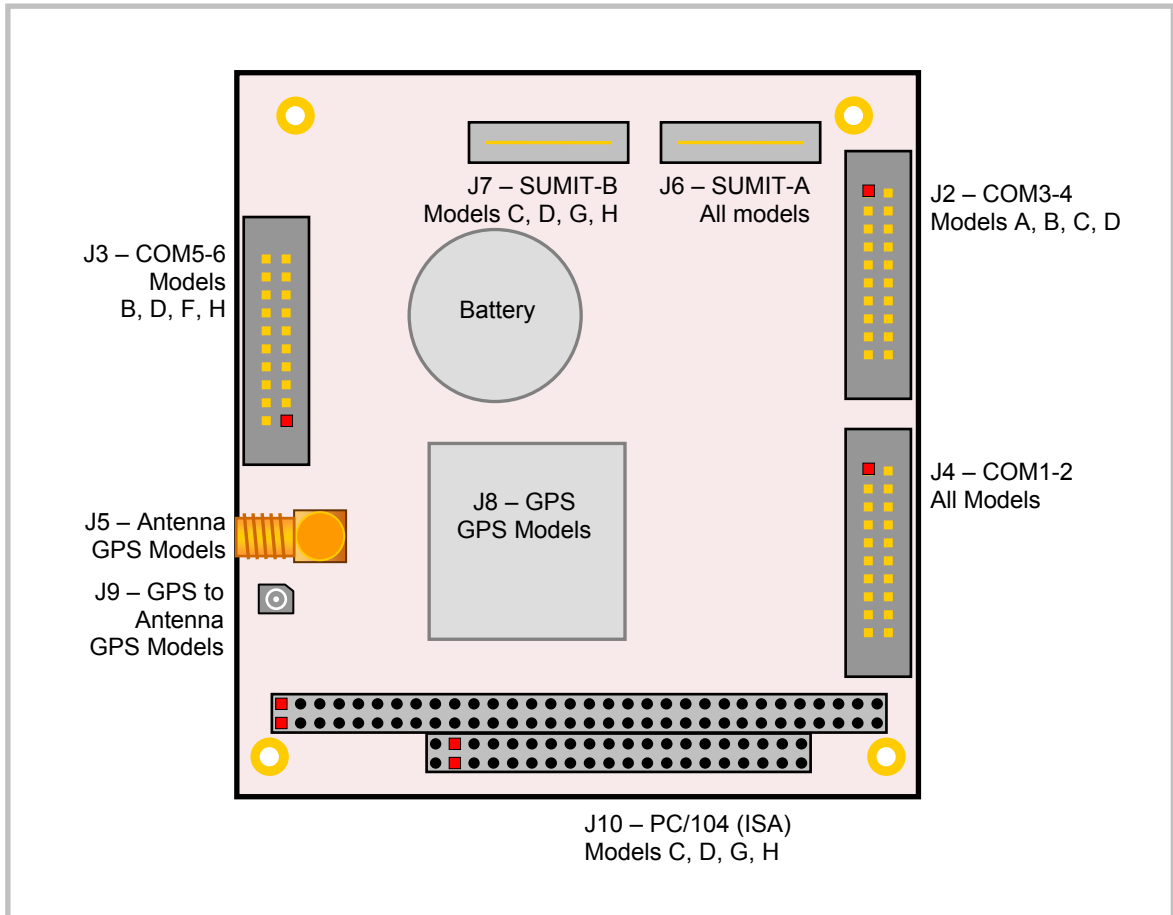 J7 – SUMIT-B
Models C, D, G, H
J6 – SUMIT-A
All models
J2 – COM3-4
Models A, B, C, D
J3 – COM5-6
Models
B, D, F, H
Battery
J4 – COM1-2
All Models
J8 – GPS
GPS Models
J5 – Antenna
GPS Models
J9 – GPS to
Antenna
GPS Models
J10 – PC/104 (ISA)
Models C, D, G, H